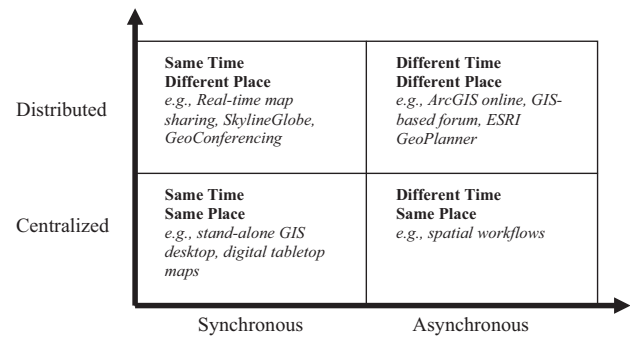 Distributed
Same Time
Different Place
e.g., Real-time map
sharing, SkylineGlobe,
GeoConferencing
Different Time
Different Place
e.g., ArcGIS online, GIS-
based forum, ESRI
GeoPlanner
Centralized
Same Time
Same Place
e.g., stand-alone GIS
desktop, digital tabletop
maps
Different Time
Same Place
e.g., spatial workflows
Synchronous
Asynchronous